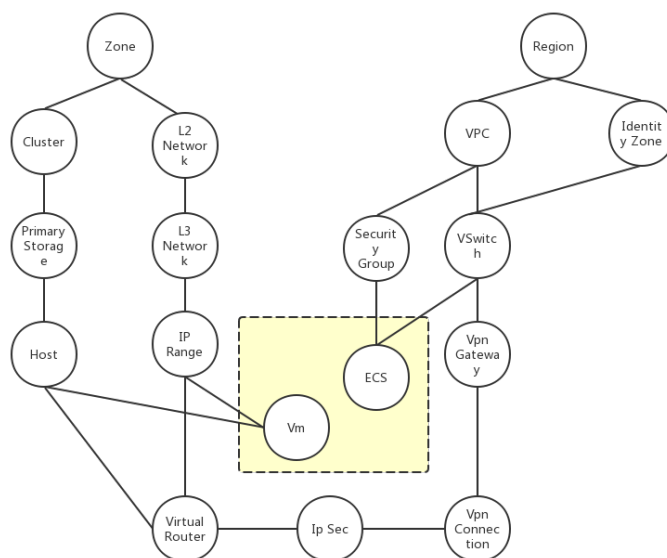 Zone
Region
Cluster
L2
Networ
k
VPC
Identit
y Zone
Primary
Storag
e
L3
Networ
k
Securit
y
Group
VSwitc
h
Host
IP
Range
ECS
Vpn
Gatewa
y
Vm
Virtual
Router
Ip Sec
Vpn
Connec
tion